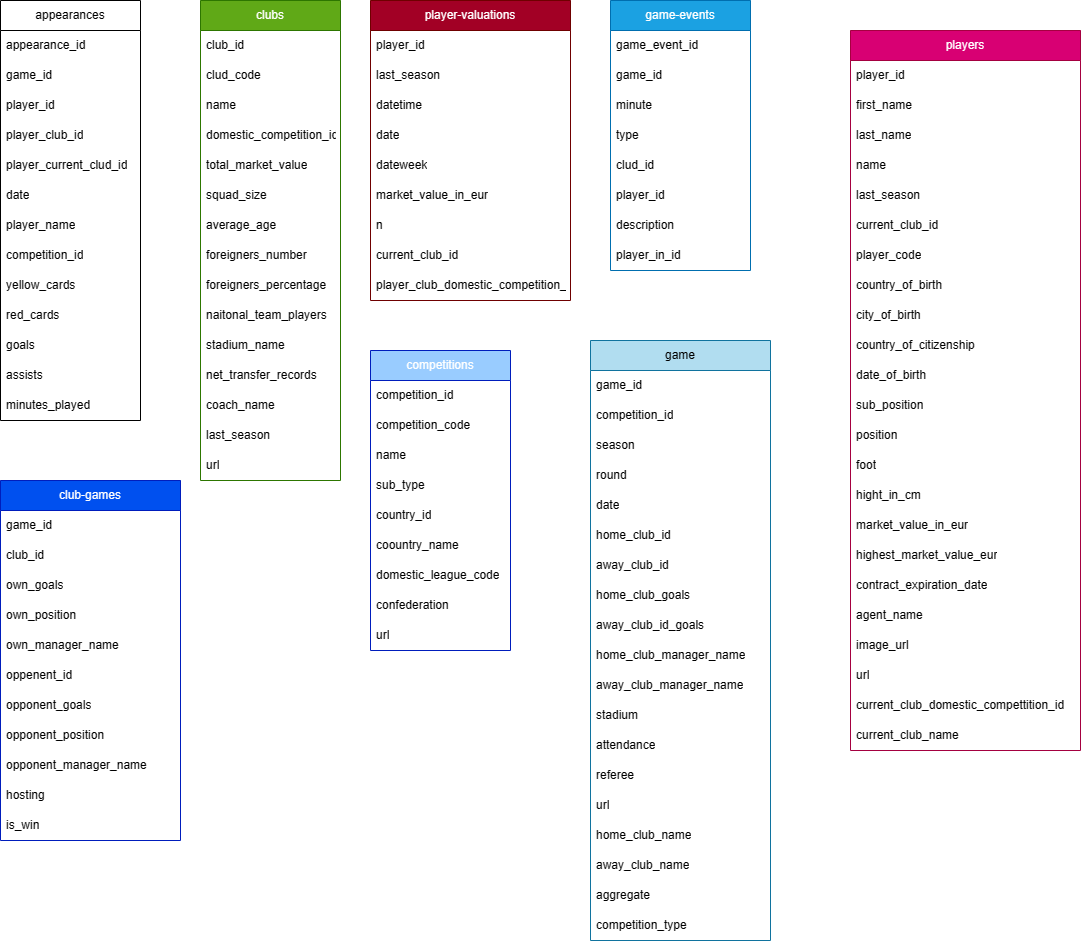 appearances
appearance_id
game_id
player_id
player_club_id
player_current_clud_id
date
player_name
competition_id
yellow_cards
red_cards
goals
assists
minutes_played
clubs
club_id
clud_code
name
domestic_competition_ic
total_market_value
squad_size
average_age
foreigners_number
foreigners_percentage
naitonal_team_players
stadium_name
net_transfer_records
coach_name
last_season
url
player-valuations
player_id
last_season
datetime
date
dateweek
market_value_in_eur
n
current_club_id
player_club_domestic_competition_
game-events
game_event_id
game_id
minute
type
clud_id
player_id
description
player_in_id
players
player_id
first_name
last_name
name
last_season
current_club_id
player_code
country_of_birth
city_of_birth
country_of_citizenship
date_of_birth
sub_position
position
foot
hight_in_cm
market_value_in_eur
highest_market_value_eur
contract_expiration_date
agent_name
image_url
url
current_club_domestic_compettition_id
current_club_name
club-games
game_id
club_id
own_goals
own_position
own_manager_name
oppenent_id
opponent_goals
opponent_position
opponent_manager_name
hosting
is_win
competitions
competition_id
competition_code
name
sub_type
country_id
coountry_name
domestic_league_code
confederation
url
game
game_id
competition_id
season
round
date
home_club_id
away_club_id
home_club_goals
away_club_id_goals
home_club_manager_name
away_club_manager_name
stadium
attendance
referee
url
home_club_name
away_club_name
aggregate
competition_type